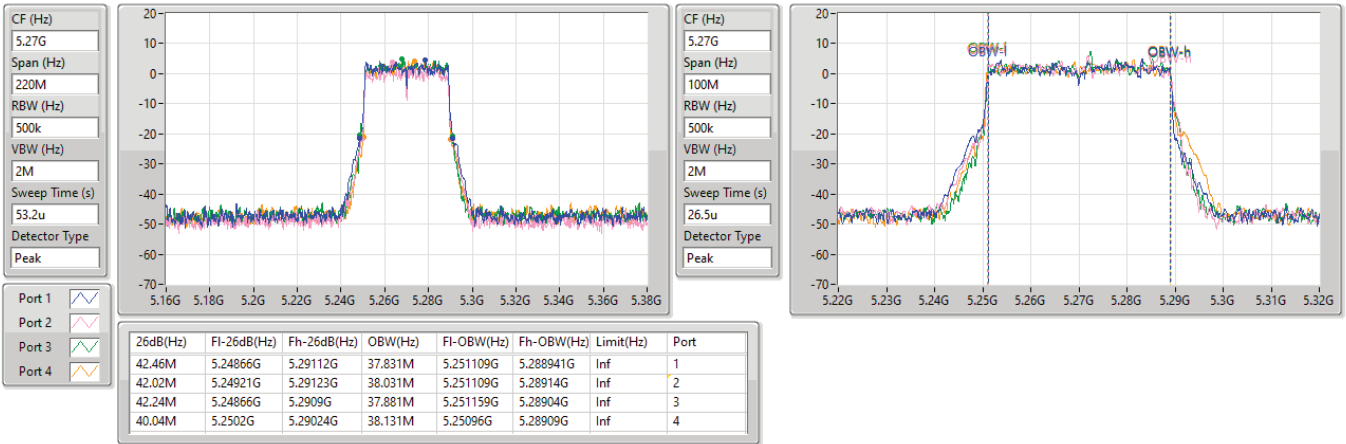 CF (Hz)
5.27G
Span (Hz)
220M
RBW (Hz)
500k
VBW (Hz)
2M
Sweep Time (s)
53.2u
Detector Type
Peak
20
10
0
-10
-20
-30
-40
-50
-60
-70
5.16G 5.18G 5.2G 5.22G 5.24G 5.26G 5.28G 5.3G 5.32G 5.34G 5.36G 5.38G
CF (Hz)
5.27G
Span (Hz)
100M
RBW (Hz)
500k
VBW (Hz)
2M
Sweep Time (s)
26.5u
Detector Type
Peak
20
10
0
-10
-20
-30
-40
-50
-60
-70
OBW-l OBW-h
5.22G 5.23G 5.24G 5.25G 5.26G 5.27G 5.28G 5.29G 5.3G 5.31G 5.32G
Port 1
Port 2
Port 3
Port 4
26dB(Hz) Fl-26dB(Hz) Fh-26dB(Hz) OBW(Hz) Fl-OBW(Hz) Fh-OBW(Hz) Limit(Hz) Port
42.46M 5.24866G 5.29112G 37.831M 5.251109G 5.288941G Inf 1
42.02M 5.24921G 5.29123G 38.031M 5.251109G 5.28914G Inf 2
42.24M 5.24866G 5.2909G 37.881M 5.251159G 5.28904G Inf 3
40.04M 5.2502G 5.29024G 38.131M 5.25096G 5.28909G Inf 4